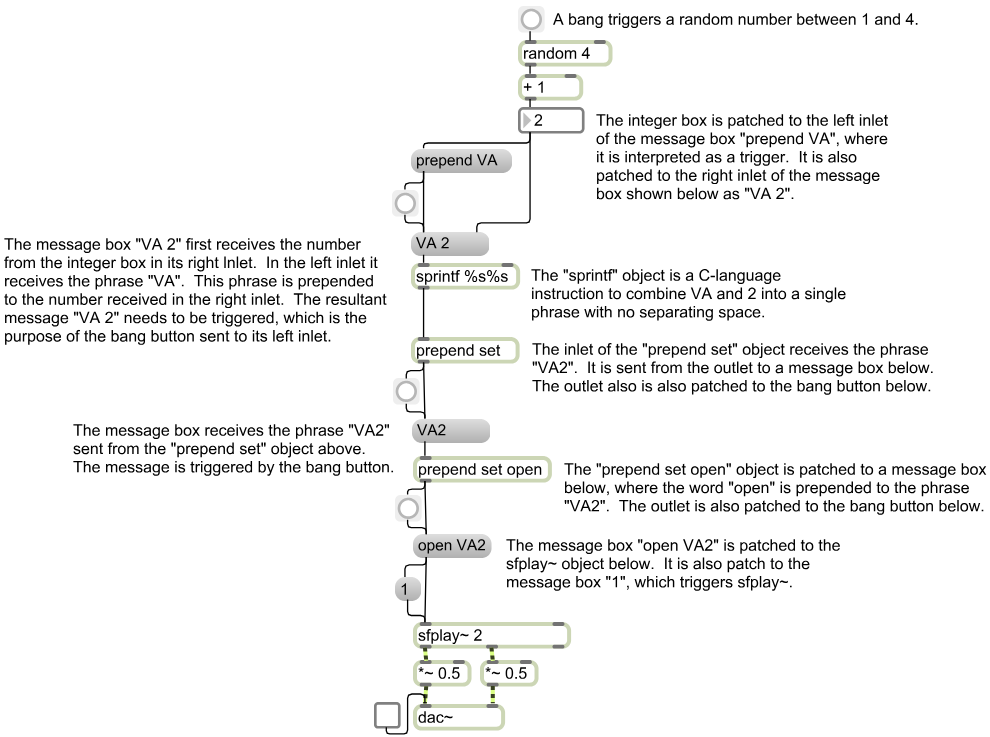 A bang triggers a random number between 1 and 4.
random 4
+ 1
2
The integer box is patched to the left inlet
of the message box "prepend VA", where
it is interpreted as a trigger.  It is also
patched to the right inlet of the message
box shown below as "VA 2".
prepend VA
VA 2
The message box "VA 2" first receives the number
from the integer box in its right Inlet.  In the left inlet it
receives the phrase "VA".  This phrase is prepended
to the number received in the right inlet.  The resultant
message "VA 2" needs to be triggered, which is the
purpose of the bang button sent to its left inlet.
sprintf %s%s
The "sprintf" object is a C-language
instruction to combine VA and 2 into a single
phrase with no separating space.
prepend set
The inlet of the "prepend set" object receives the phrase
"VA2".  It is sent from the outlet to a message box below.
The outlet also is also patched to the bang button below.
VA2
The message box receives the phrase "VA2"
sent from the "prepend set" object above.
The message is triggered by the bang button.
prepend set open
The "prepend set open" object is patched to a message box
below, where the word "open" is prepended to the phrase
"VA2".  The outlet is also patched to the bang button below.
open VA2
The message box "open VA2" is patched to the
sfplay~ object below.  It is also patch to the
message box "1", which triggers sfplay~.
1
sfplay~ 2
*~ 0.5
*~ 0.5
dac~